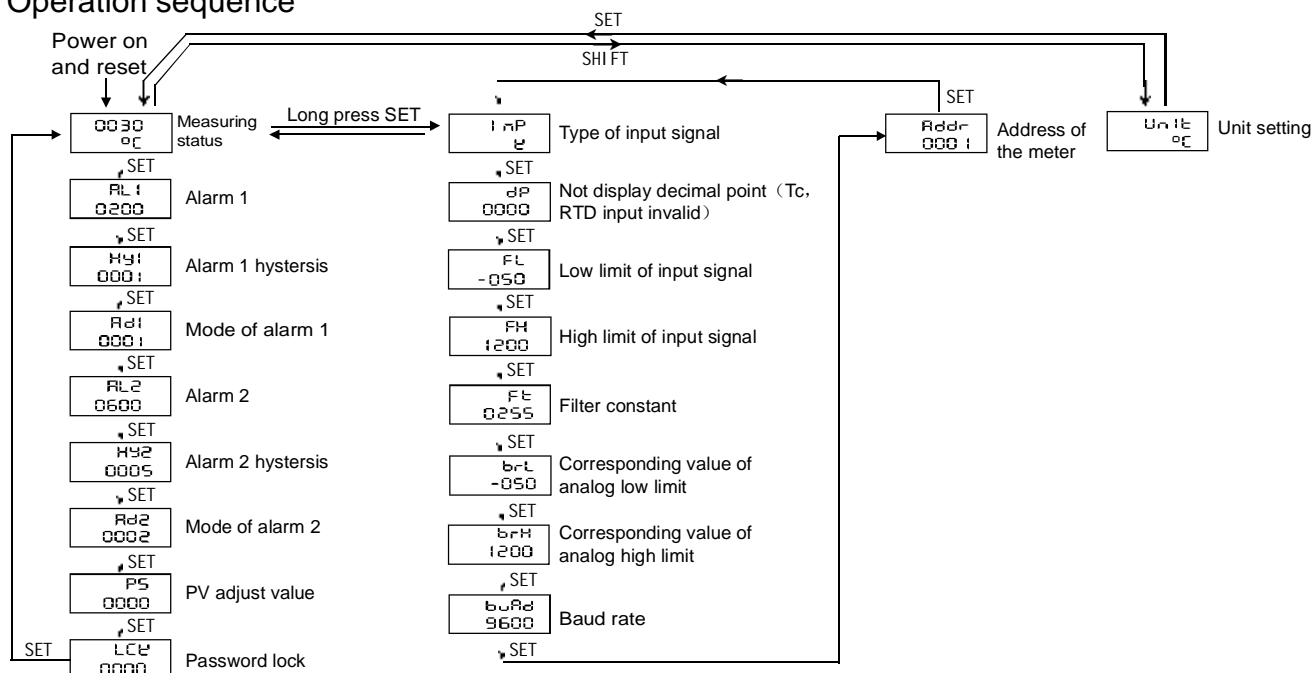 Operation sequence
SET
SHIFT
Power on
and reset
0030
°C
Measuring
status
Long press SET
SET
AL1
0200
Alarm 1
SET
HY1
0001
Alarm 1 hystersis
SET
Ad1
0001
Mode of alarm 1
SET
AL2
0600
Alarm 2
SET
HY2
0005
Alarm 2 hystersis
SET
Ad2
0002
Mode of alarm 2
SET
PS
0000
PV adjust value
SET
SET
LCK
0000
Password lock
InP
K
Type of input signal
SET
dP
0000
Not display decimal point（Tc，
RTD input invalid）
SET
FL
-050
Low limit of input signal
SET
FH
1200
High limit of input signal
SET
Ft
0255
Filter constant
SET
brL
-050
Corresponding value of
analog low limit
SET
brH
1200
Corresponding value of
analog high limit
SET
buAd
9600
Baud rate
SET
SET
Addr
0001
Address of
the meter
Unit
°C
Unit setting